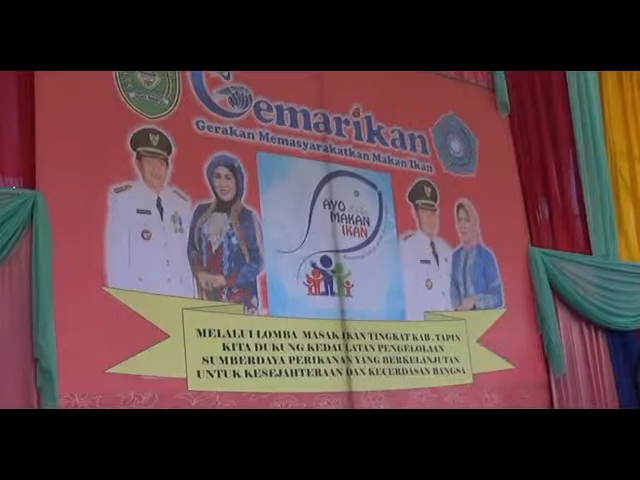 Gemarikan
Gerakan Memasyarakatkan Makan Ikan
AYO
MAKAN
IKAN
MELALUI LOMBA MASAK IKAN TINGKAT KAB. TAPIN
KITA DUKUNG KEDAULATAN PENGELOLAAN
SUMBERDAYA PERIKANAN YANG BERKELANJUTAN
UNTUK KESEJAHTERAAN DAN KECERDASAN BANGSA